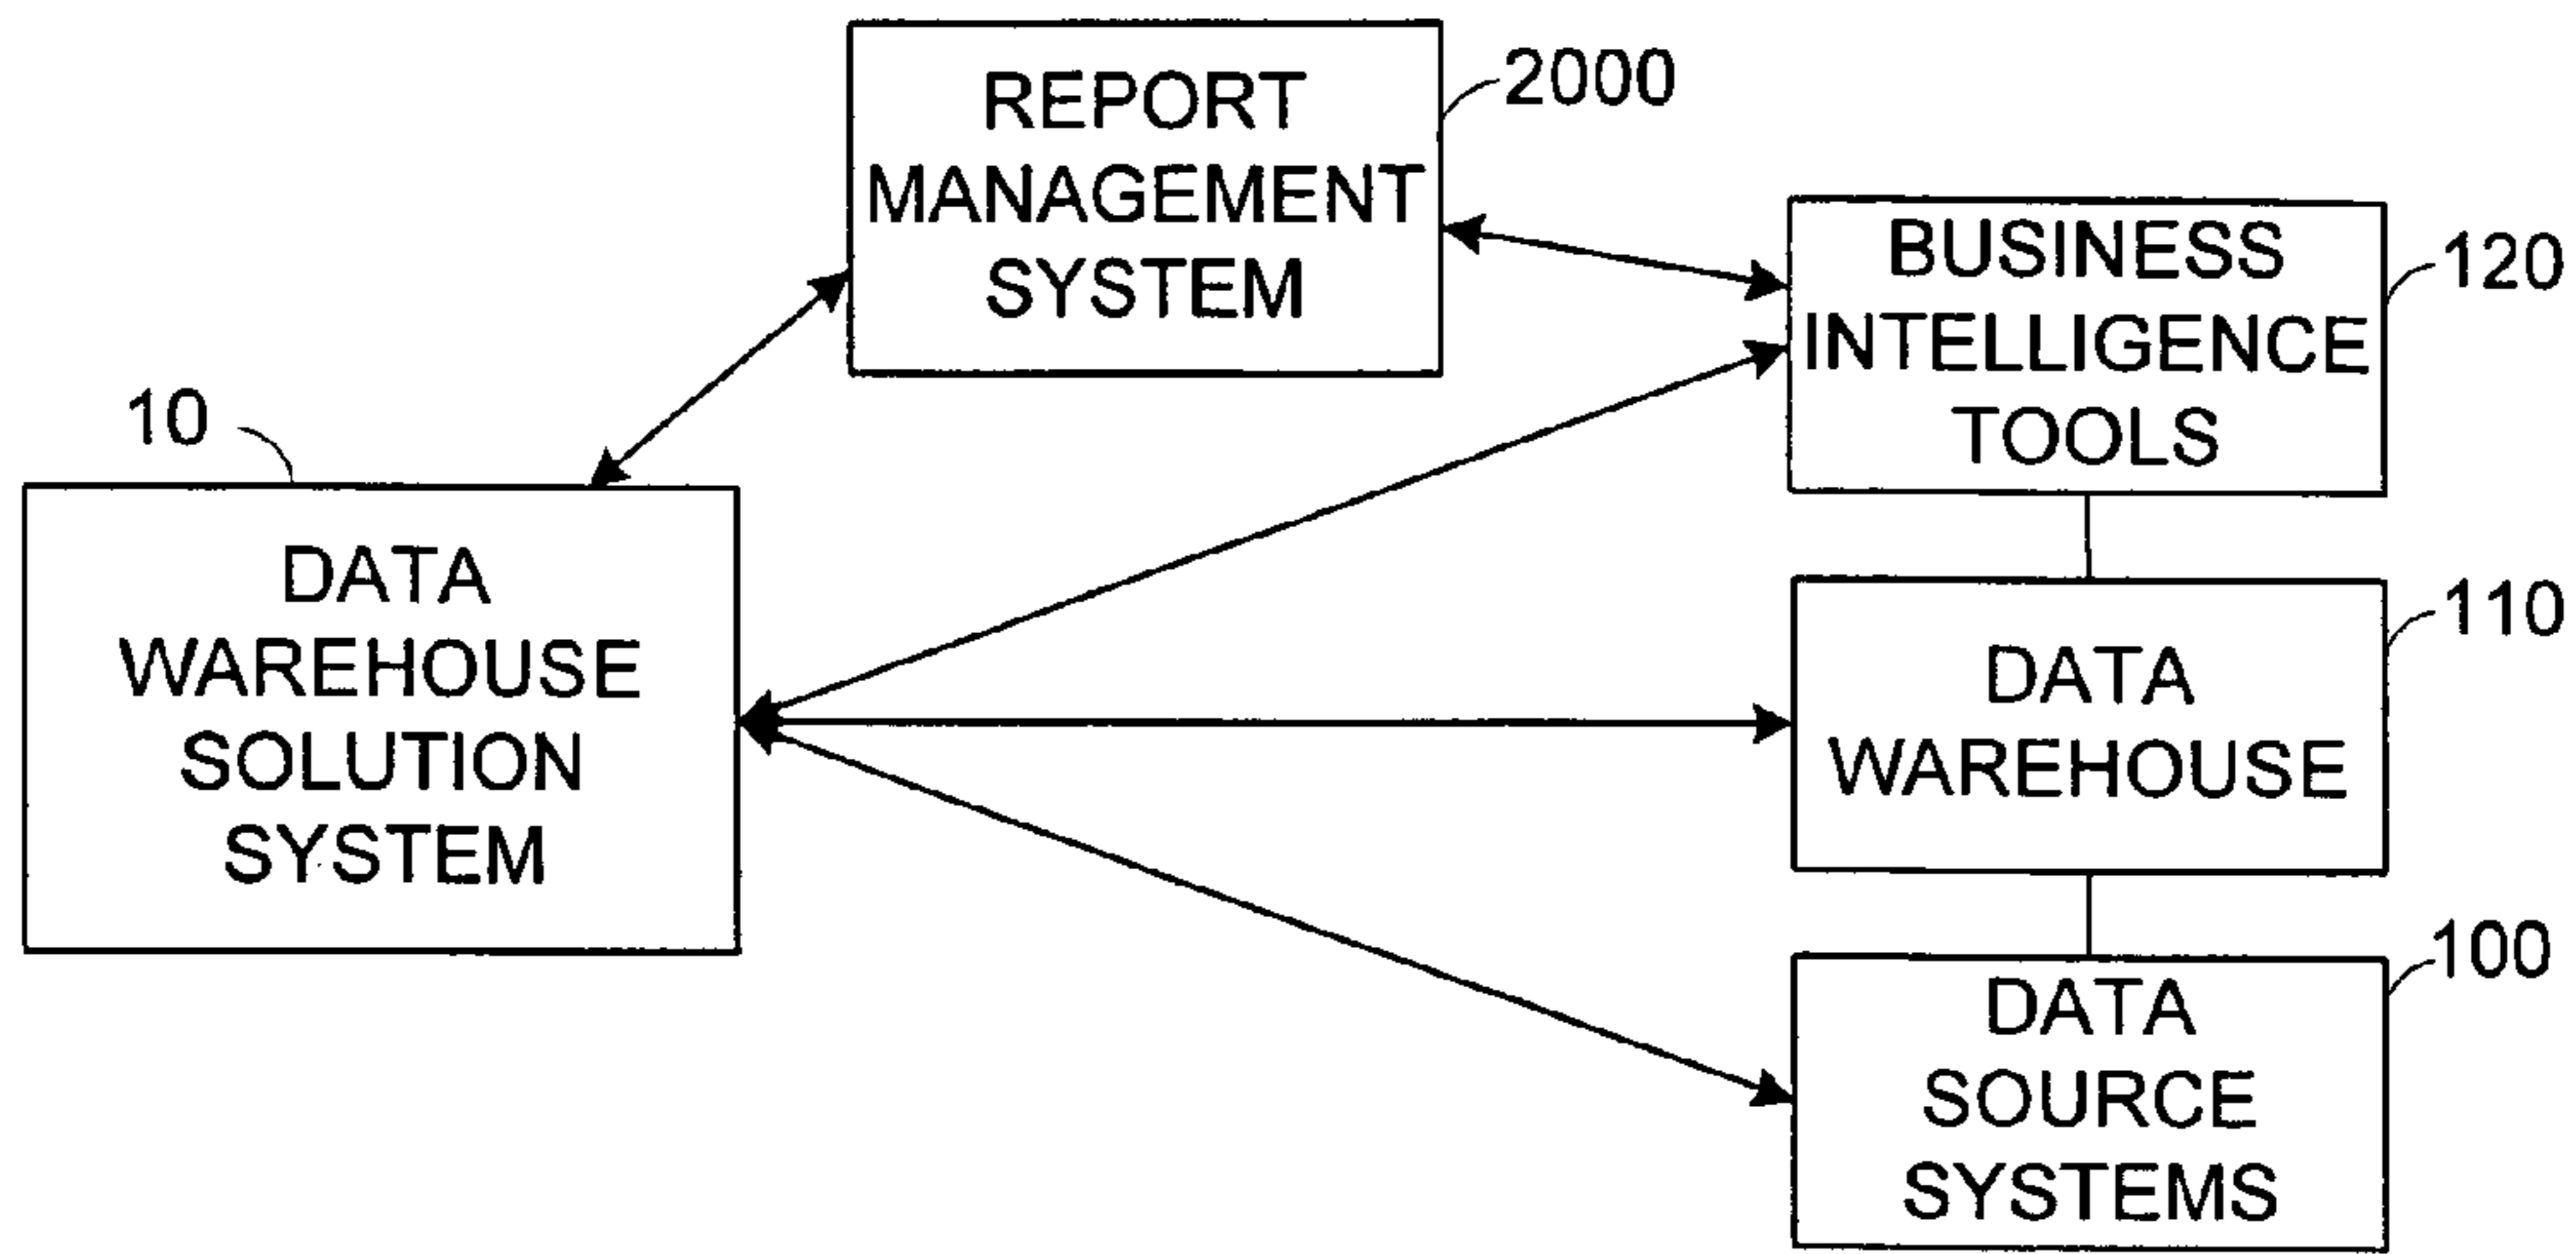 REPORT
MANAGEMENT
SYSTEM
2000
BUSINESS
INTELLIGENCE
TOOLS
120
10
DATA
WAREHOUSE
SOLUTION
SYSTEM
DATA
WAREHOUSE
110
DATA
SOURCE
SYSTEMS
100